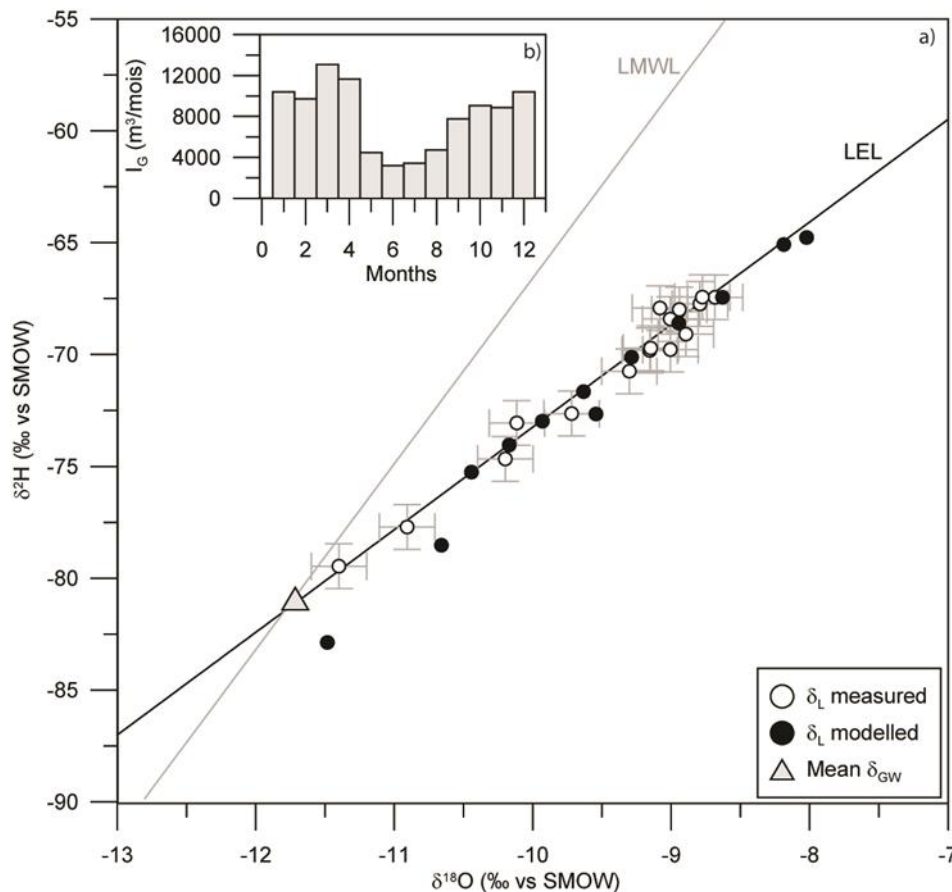 -55
-60
-65
-70
-75
-80
-85
-90
δ²H (‰ vs SMOW)
-13
-12
-11
-10
-9
-8
-7
δ¹⁸O (‰ vs SMOW)
a)
LMWL
LEL
b)
16000
12000
8000
4000
0
I_G (m³/mois)
0 2 4 6 8 10 12
Months
δ_L measured
δ_L modelled
Mean δ_GW